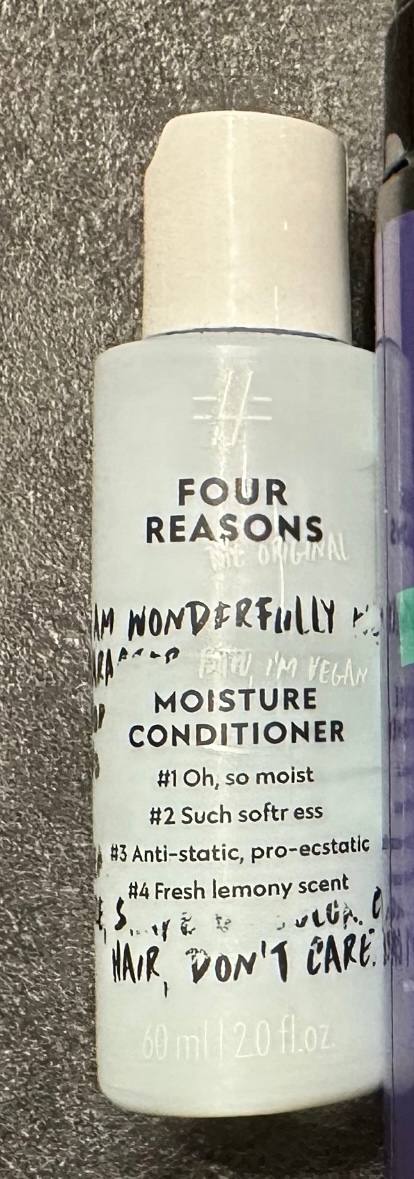 #
FOUR
REASONS
THE ORIGINAL
AM WONDERFULLY
BTW, I'M VEGAN
MOISTURE
CONDITIONER
#1 Oh, so moist
#2 Such softr ess
#3 Anti-static, pro-ecstatic
#4 Fresh lemony scent
HAIR, DON'T CARE.
60 ml | 2.0 fl.oz.